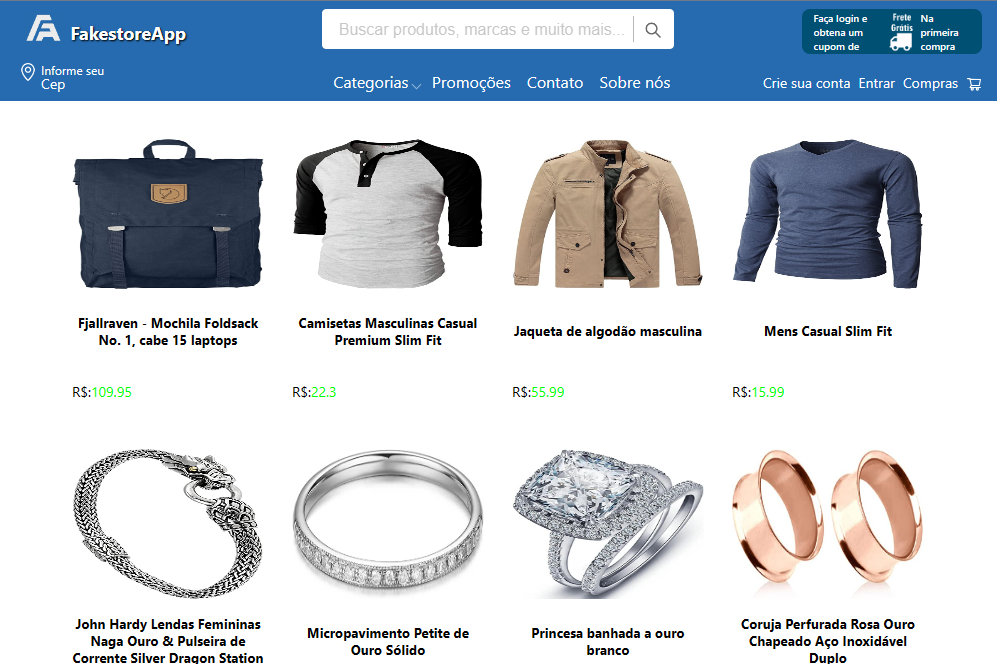 FakestoreApp
Buscar produtos, marcas e muito mais...
Faça login e
obtena um
cupom de
Frete
Grátis
Na
primeira
compra
Informe seu
Cep
Categorias Promoções Contato Sobre nós
Crie sua conta Entrar Compras
Fjallraven - Mochila Foldsack
No. 1, cabe 15 laptops
Camisetas Masculinas Casual
Premium Slim Fit
Jaqueta de algodão masculina
Mens Casual Slim Fit
R$:109.95
R$:22.3
R$:55.99
R$:15.99
John Hardy Lendas Femininas
Naga Ouro & Pulseira de
Corrente Silver Dragon Station
Micropavimento Petite de
Ouro Sólido
Princesa banhada a ouro
branco
Coruja Perfurada Rosa Ouro
Chapeado Aço Inoxidável
Duplo